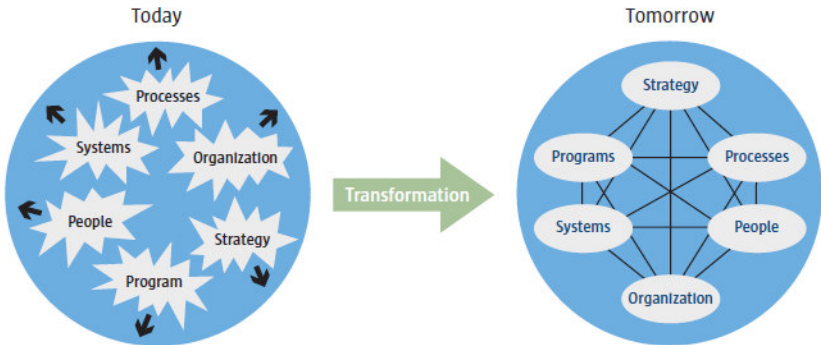 Today
Tomorrow
Processes
Systems
Organization
People
Strategy
Program
Transformation
Strategy
Programs
Processes
Systems
People
Organization